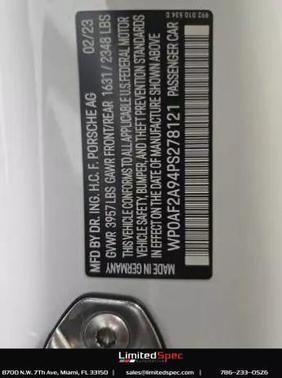 992 010 534 D
MFD BY DR. ING. H.C. F. PORSCHE AG 02/23
GVWR 3957 LBS GAWR FRONT/REAR 1631 / 2348 LBS
THIS VEHICLE CONFORMS TO ALL APPLICABLE U.S. FEDERAL MOTOR
VEHICLE SAFETY, BUMPER, AND THEFT PREVENTION STANDARDS
IN EFFECT ON THE DATE OF MANUFACTURE SHOWN ABOVE
WP0AF2A94PS278121 PASSENGER CAR
MADE IN GERMANY
LimitedSpec
8700 N.W. 7Th Ave, Miami, FL 33150 | sales@limitedspec.com | 786-233-0526